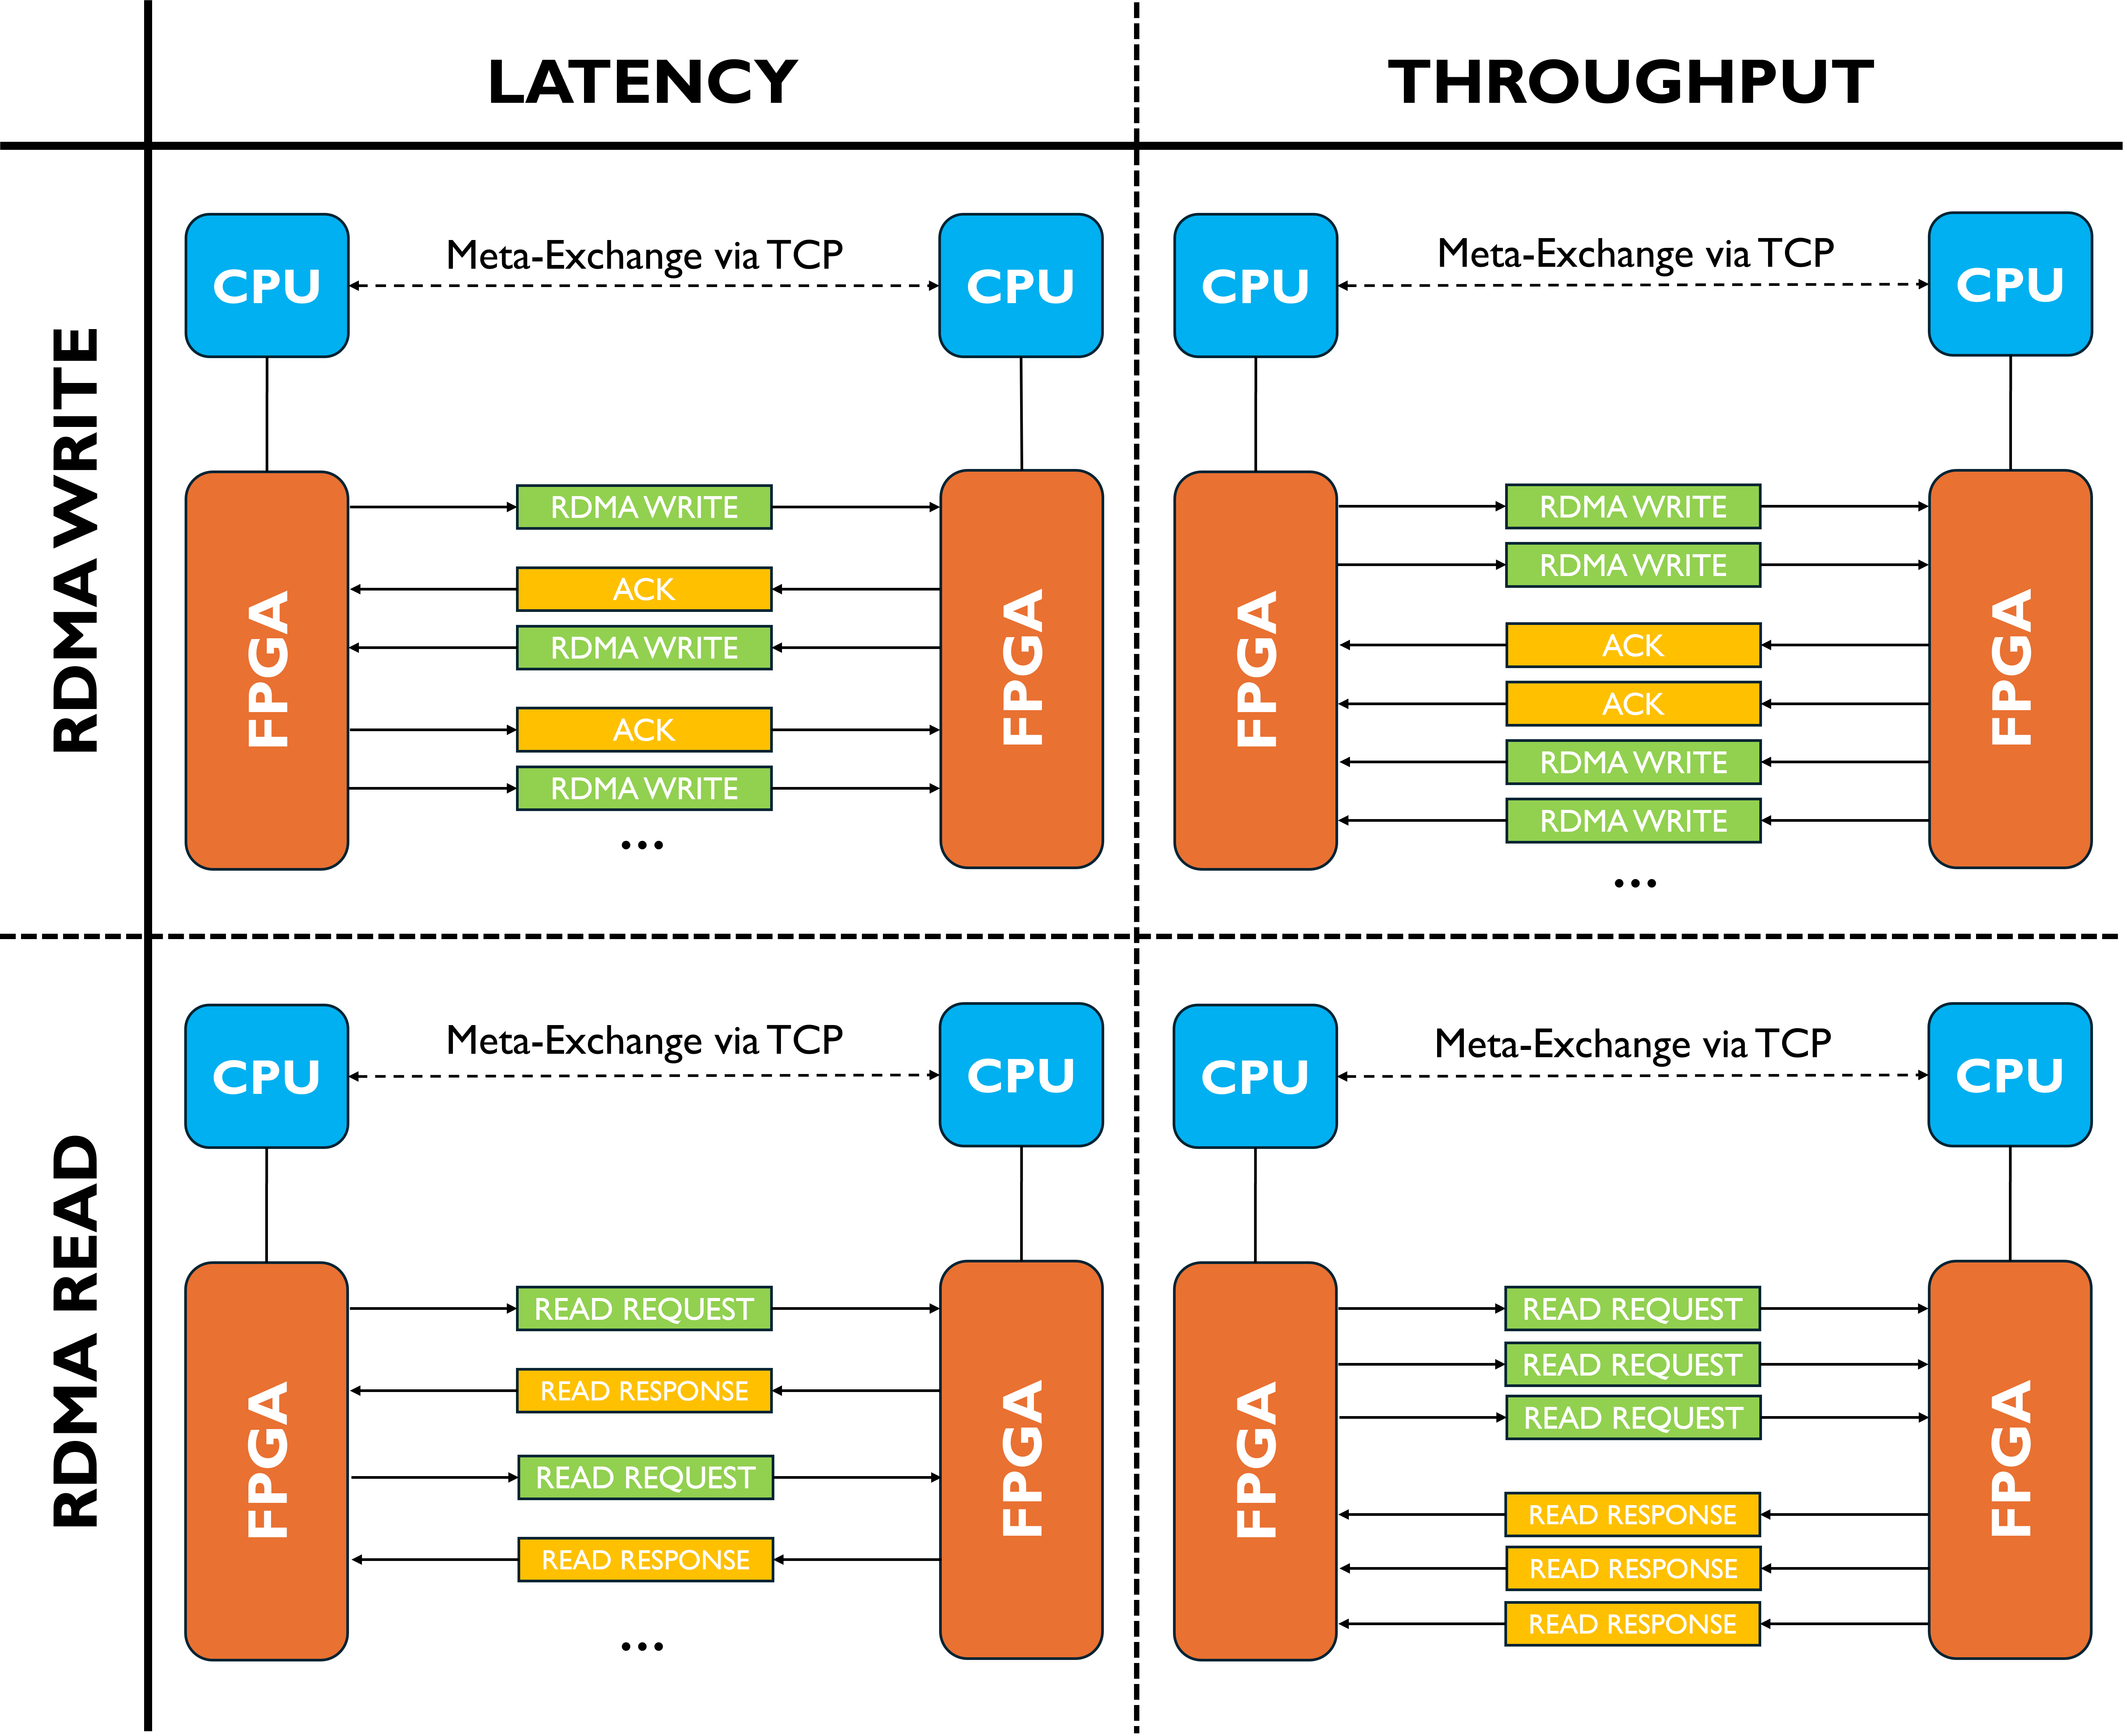 LATENCY
THROUGHPUT
RDMA WRITE
CPU
Meta-Exchange via TCP
CPU
FPGA
RDMA WRITE
ACK
RDMA WRITE
ACK
RDMA WRITE
...
FPGA
CPU
Meta-Exchange via TCP
CPU
FPGA
RDMA WRITE
RDMA WRITE
ACK
ACK
RDMA WRITE
RDMA WRITE
...
FPGA
RDMA READ
CPU
Meta-Exchange via TCP
CPU
FPGA
READ REQUEST
READ RESPONSE
READ REQUEST
READ RESPONSE
...
FPGA
CPU
Meta-Exchange via TCP
CPU
FPGA
READ REQUEST
READ REQUEST
READ REQUEST
READ RESPONSE
READ RESPONSE
READ RESPONSE
FPGA